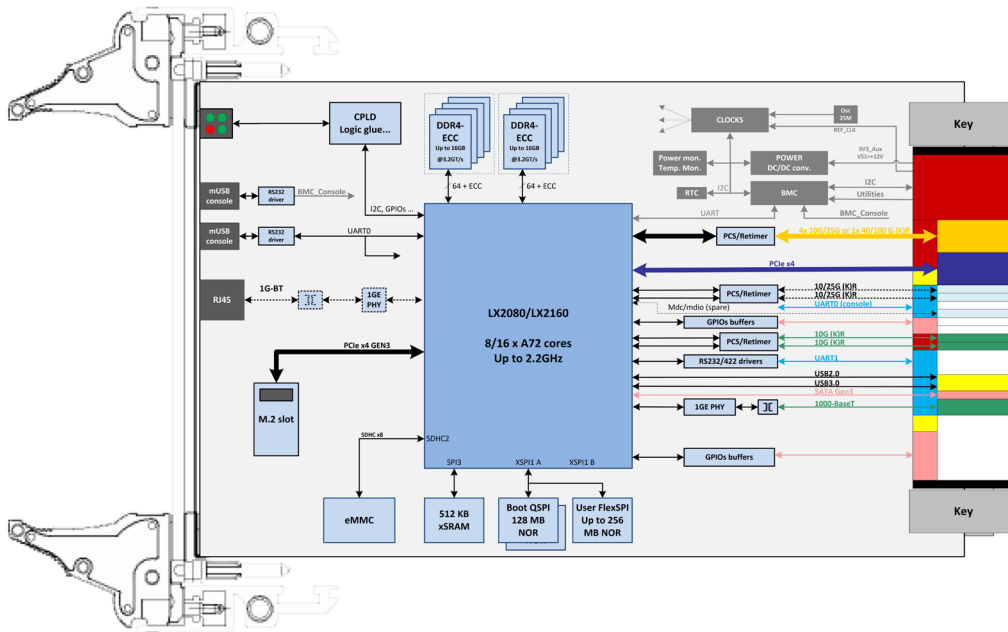 CPLD
Logic glue...
DDR4-
ECC
Up to 16GB
@3.2GT/s
DDR4-
ECC
Up to 16GB
@3.2GT/s
64 + ECC
64 + ECC
CLOCKS
Osc
25M
REF_CLK
Key
Power mon.
Temp. Mon.
POWER
DC/DC conv.
3V3_Aux
VS1=+12V
RTC
I2C
BMC
I2C
Utilities
BMC_Console
UART
mUSB
console
RS232
driver
BMC_Console
I2C, GPIOs ...
mUSB
console
RS232
driver
UART0
PCS/Retimer
4x 10G/25G or 1x 40/100 G (K)R
PCIe x4
RJ45
1G-BT
1GE
PHY
LX2080/LX2160
8/16 x A72 cores
Up to 2.2GHz
PCS/Retimer
10/25G (K)R
10/25G (K)R
UART0 (console)
Mdc/mdio (spare)
GPIOs buffers
PCS/Retimer
10G (K)R
10G (K)R
RS232/422 drivers
UART1
PCIe x4 GEN3
USB2.0
USB3.0
SATA Gen3
M.2 slot
1GE PHY
1000-BaseT
SDHC x8
SDHC2
GPIOs buffers
SPI3
XSPI1 A
XSPI1 B
eMMC
512 KB
xSRAM
Boot QSPI
128 MB
NOR
User FlexSPI
Up to 256
MB NOR
Key